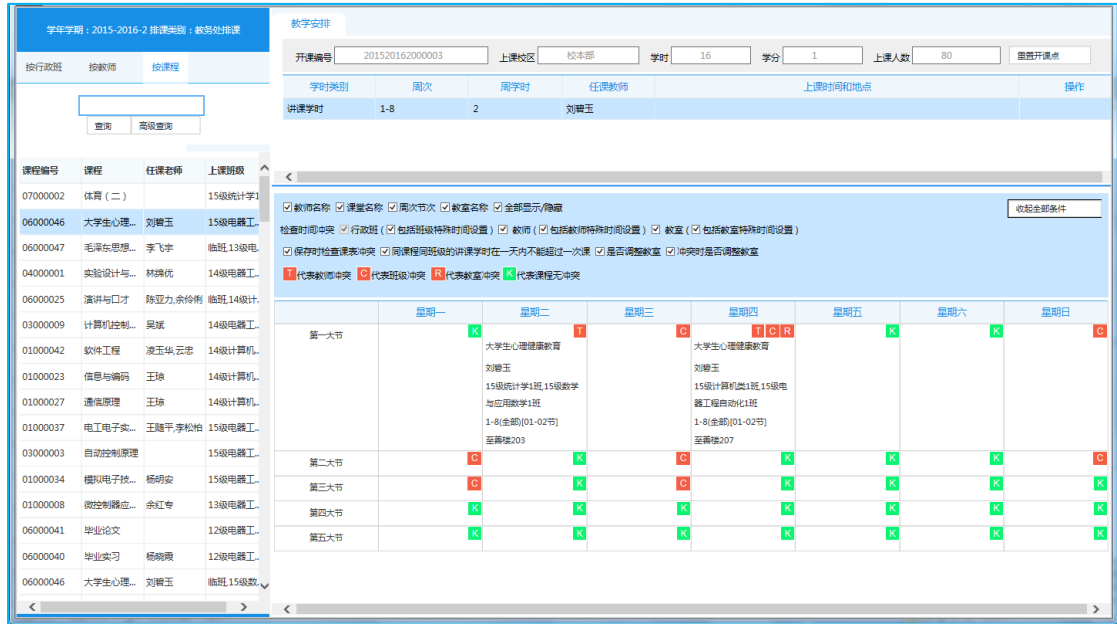 学年学期：2015-2016-2 排课类别：教务处排课
按行政班 按教师 按课程
查询 高级查询
课程编号 课程 任课老师 上课班级
07000002 体育（二） 15级统计学1
06000046 大学生心理... 刘碧玉 15级电器工...
06000047 毛泽东思想... 李飞宇 临班,13级电...
04000001 实验设计与... 林绵优 14级电器工...
06000025 演讲与口才 陈亚力,余伶俐 临班,14级计...
03000009 计算机控制... 吴斌 14级电器工...
01000042 软件工程 凌玉华,云忠 14级计算机...
01000023 信息与编码 王琼 14级计算机...
01000027 通信原理 王琼 14级计算机...
01000037 电工电子实... 王随平,李松柏 15级电器工...
03000003 自动控制原理 15级电器工...
01000034 模拟电子技... 杨明安 15级电器工...
01000008 微控制器应... 余红专 13级电器工...
06000041 毕业论文 12级电器工...
06000040 毕业实习 杨晓霞 12级电器工...
06000046 大学生心理... 刘碧玉 临班,15级数...
教学安排
开课编号 201520162000003 上课校区 校本部 学时 16 学分 1 上课人数 80 重置开课点
学时类别 周次 周学时 任课教师 上课时间和地点 操作
讲课学时 1-8 2 刘碧玉
教师名称 课堂名称 周次节次 教室名称 全部显示/隐藏 收起全部条件
检查时间冲突 行政班 (包括班级特殊时间设置) 教师 (包括教师特殊时间设置) 教室 (包括教室特殊时间设置)
保存时检查课表冲突 同课程同班级的讲课学时在一天内不能超过一次课 是否调整教室 冲突时是否调整教室
T代表教师冲突 C代表班级冲突 R代表教室冲突 K代表课程无冲突
星期一 星期二 星期三 星期四 星期五 星期六 星期日
第一大节 K T C T C R K K C
大学生心理健康教育 大学生心理健康教育
刘碧玉 刘碧玉
15级统计学1班,15级数学 15级计算机类1班,15级电
与应用数学1班 器工程自动化1班
1-8(全部)[01-02节] 1-8(全部)[01-02节]
至善楼203 至善楼207
第二大节 C K C K K K C
第三大节 C K C K K K K
第四大节 K K K K K K K
第五大节 K K K K K K K